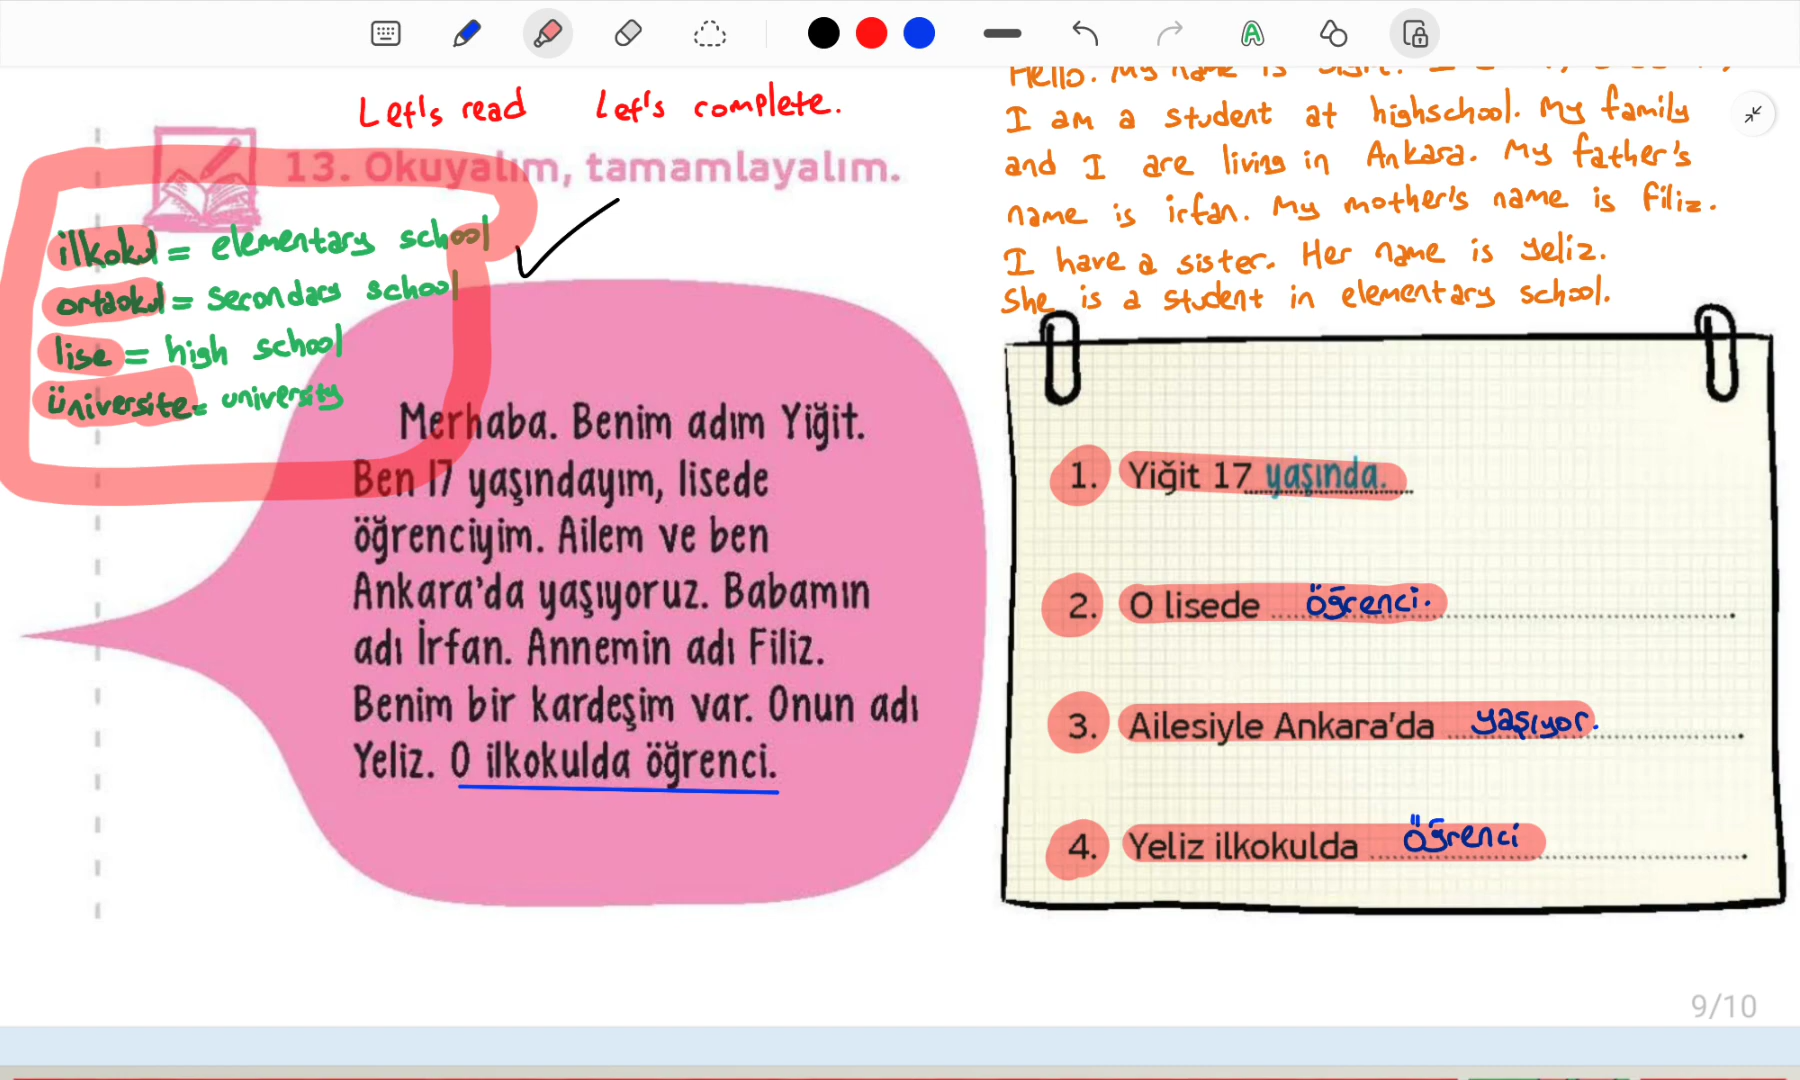 Let's read Let's complete.
13. Okuyalım, tamamlayalım.
ilkokul = elementary school
ortaokul = secondary school
lise = high school
üniversite = university
Merhaba. Benim adım Yiğit.
Ben 17 yaşındayım, lisede
öğrenciyim. Ailem ve ben
Ankara'da yaşıyoruz. Babamın
adı İrfan. Annemin adı Filiz.
Benim bir kardeşim var. Onun adı
Yeliz. O ilkokulda öğrenci.
Hello. My name is
I am a student at highschool. My family
and I are living in Ankara. My father's
name is irfan. My mother's name is Filiz.
I have a sister. Her name is Yeliz.
She is a student in elementary school.
1. Yiğit 17 yaşında.
2. O lisede öğrenci.
3. Ailesiyle Ankara'da yaşıyor.
4. Yeliz ilkokulda öğrenci
9/10